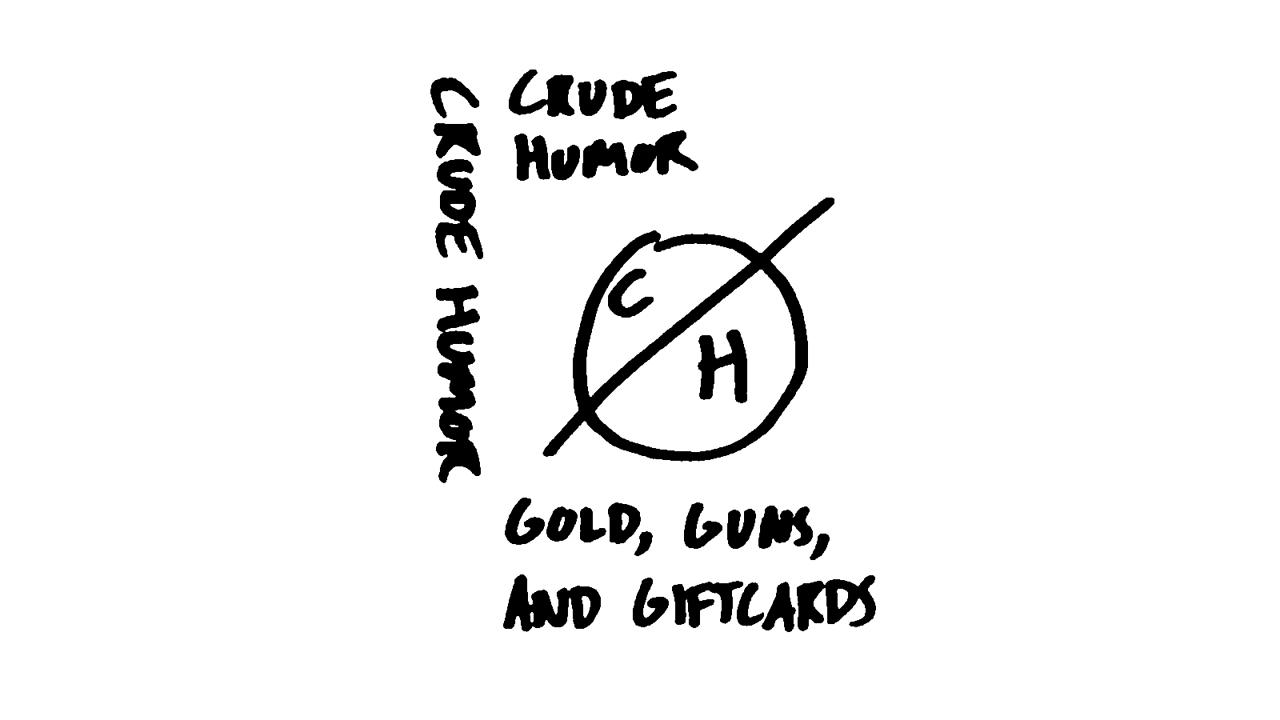 CRUDE HUMOR
CRUDE
HUMOR
C
H
GOLD, GUNS,
AND GIFTCARDS